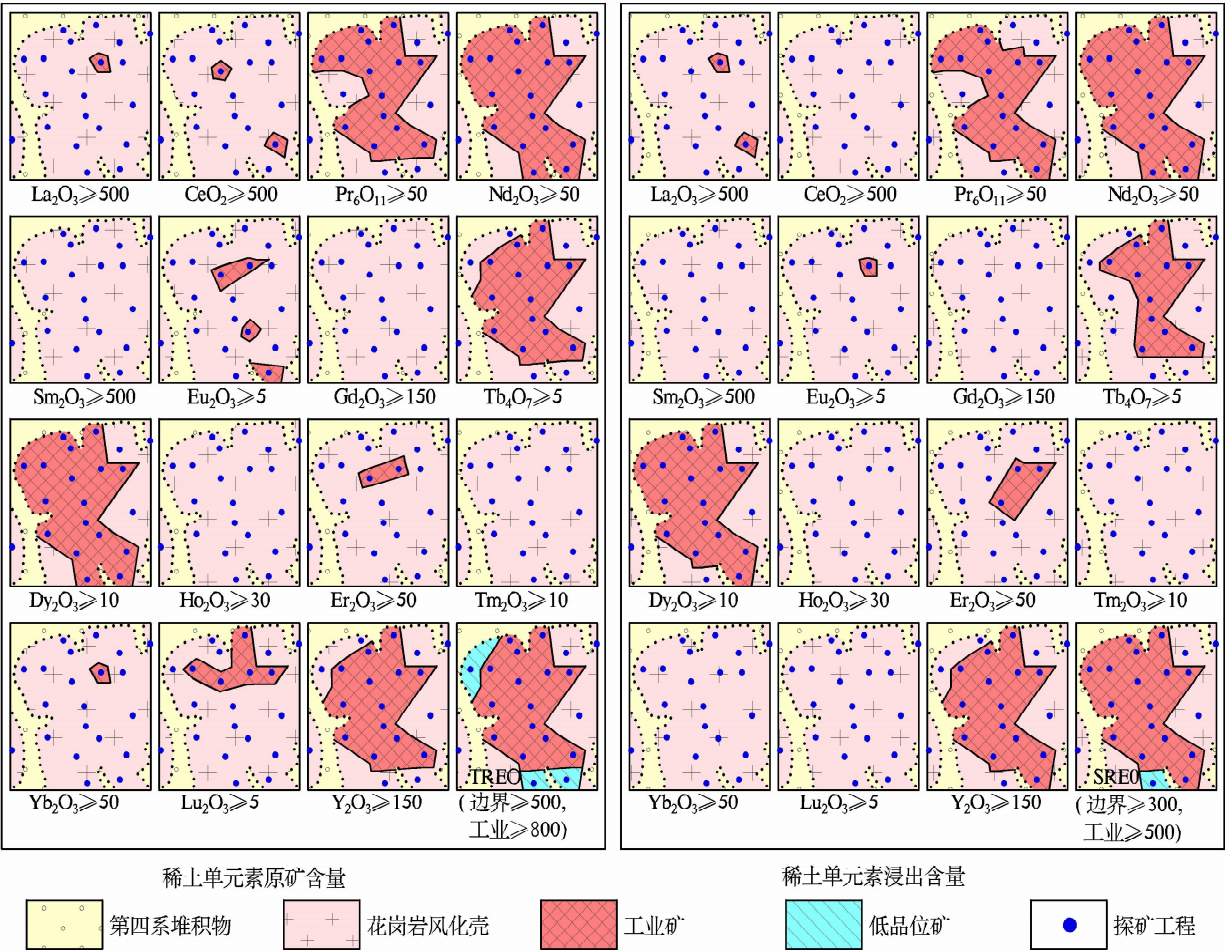 La₂O₃⩾500 CeO₂⩾500 Pr₆O₁₁⩾50 Nd₂O₃⩾50
Sm₂O₃⩾500 Eu₂O₃⩾5 Gd₂O₃⩾150 Tb₄O₇⩾5
Dy₂O₃⩾10 Ho₂O₃⩾30 Er₂O₃⩾50 Tm₂O₃⩾10
TREO
Yb₂O₃⩾50 Lu₂O₃⩾5 Y₂O₃⩾150 (边界⩾500,
工业⩾800)
稀土单元素原矿含量
La₂O₃⩾500 CeO₂⩾500 Pr₆O₁₁⩾50 Nd₂O₃⩾50
Sm₂O₃⩾500 Eu₂O₃⩾5 Gd₂O₃⩾150 Tb₄O₇⩾5
Dy₂O₃⩾10 Ho₂O₃⩾30 Er₂O₃⩾50 Tm₂O₃⩾10
SRE0
Yb₂O₃⩾50 Lu₂O₃⩾5 Y₂O₃⩾150 (边界⩾300,
工业⩾500)
稀土单元素浸出含量
第四系堆积物 花岗岩风化壳 工业矿 低品位矿 探矿工程